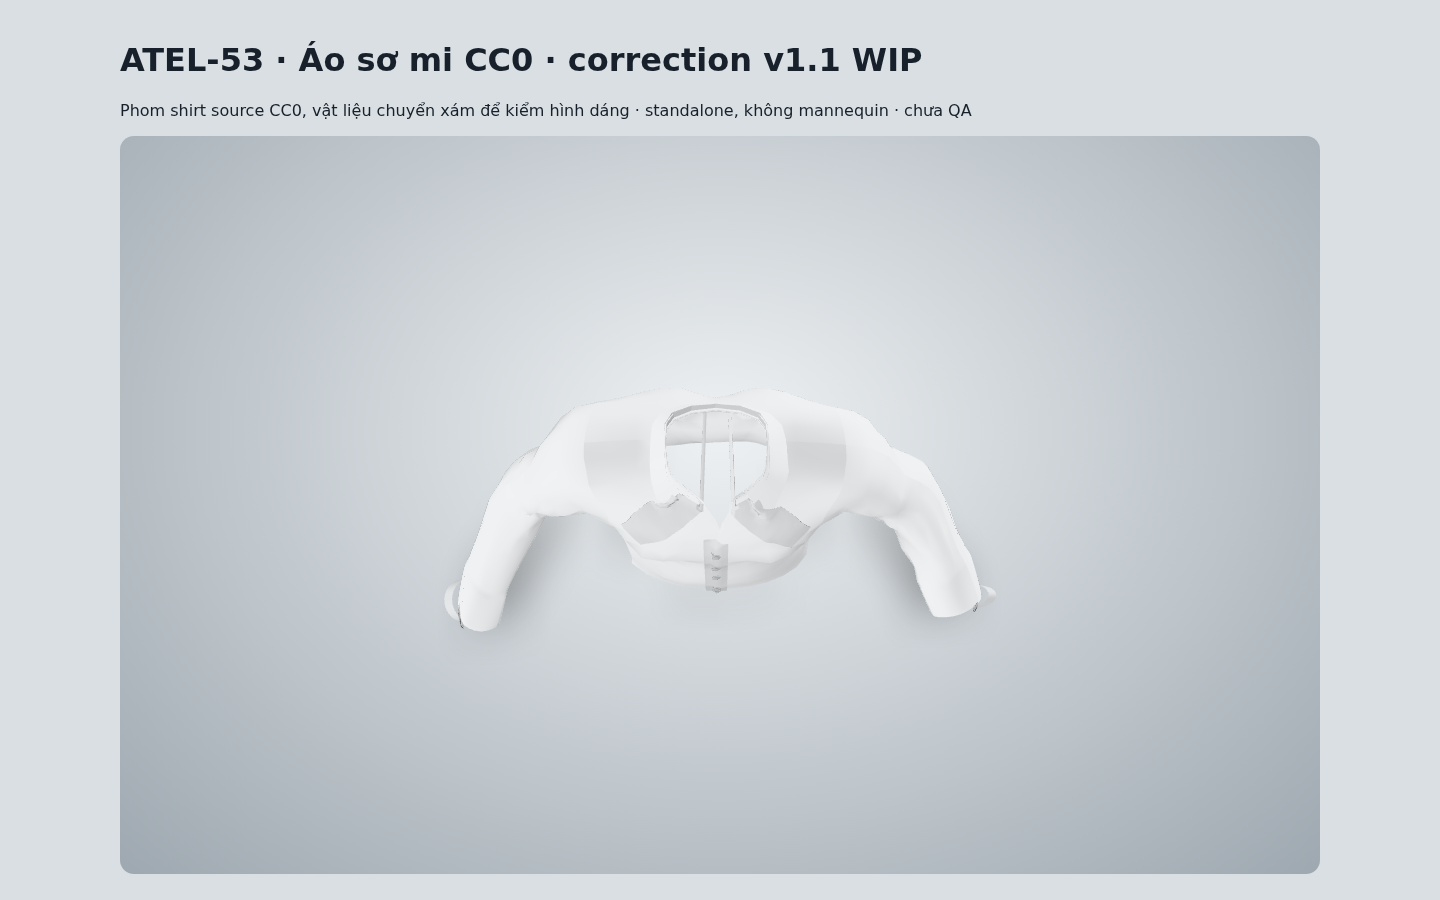 ATEL-53 · Áo sơ mi CC0 · correction v1.1 WIP
Phom shirt source CC0, vật liệu chuyển xám để kiểm hình dáng · standalone, không mannequin · chưa QA